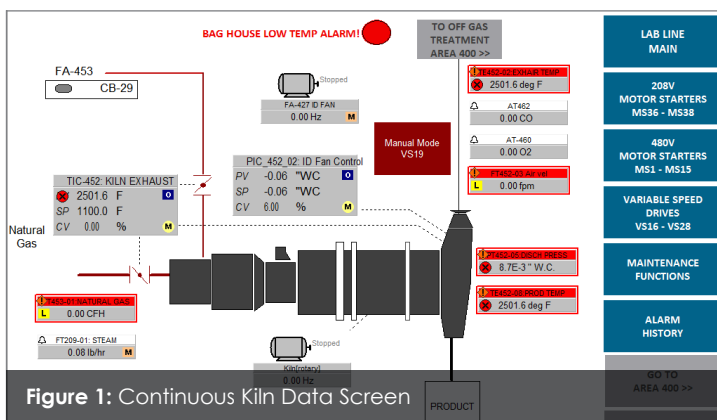 BAG HOUSE LOW TEMP ALARM!
TO OFF GAS
TREATMENT
AREA 400 >>
LAB LINE
MAIN
FA-453
CB-29
Stopped
FA-427 ID FAN
0.00 Hz M
TE452-02:EXHAIR TEMP
2501.6 deg F
AT462
0.00 CO
AT-460
0.00 O2
FT452-03:Air vel.
L 0.00 fpm
208V
MOTOR STARTERS
MS36 - MS38
Manual Mode
VS19
480V
MOTOR STARTERS
MS1 - MS15
PIC_452_02: ID Fan Control
PV -0.06 "WC O
SP -0.06 "WC
CV 6.00 % M
TIC-452: KILN EXHAUST
2501.6 F O
SP 1100.0 F
CV 0.00 % M
VARIABLE SPEED
DRIVES
VS16 - VS28
Natural
Gas
PT452-05:DISCH PRESS
8.7E-3 " W.C.
TE452-08:PROD TEMP
2501.6 deg F
MAINTENANCE
FUNCTIONS
NATURAL GAS
L 0.00 CFH
FT209-01: STEAM
0.08 lb/hr M
Stopped
Kiln(rotary)
0.00 Hz
ALARM
HISTORY
GO TO
AREA 400 >>
PRODUCT
Figure 1: Continuous Kiln Data Screen